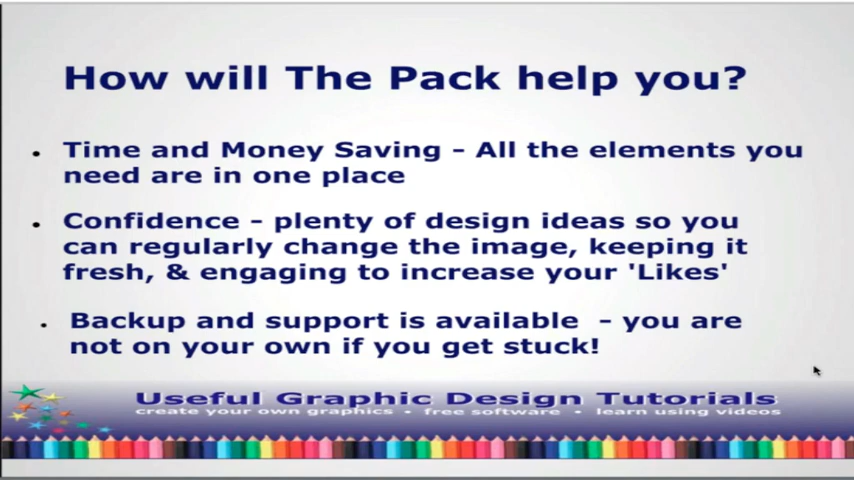 How will The Pack help you?
• Time and Money Saving - All the elements you
need are in one place
• Confidence - plenty of design ideas so you
can regularly change the image, keeping it
fresh, & engaging to increase your 'Likes'
• Backup and support is available - you are
not on your own if you get stuck!
Useful Graphic Design Tutorials
create your own graphics • free software • learn using videos